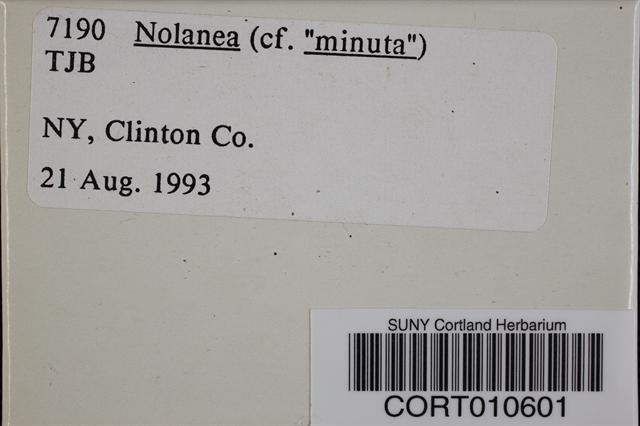 7190 Nolanea (cf. "minuta")
TJB
NY, Clinton Co.
21 Aug. 1993
SUNY Cortland Herbarium
CORT010601